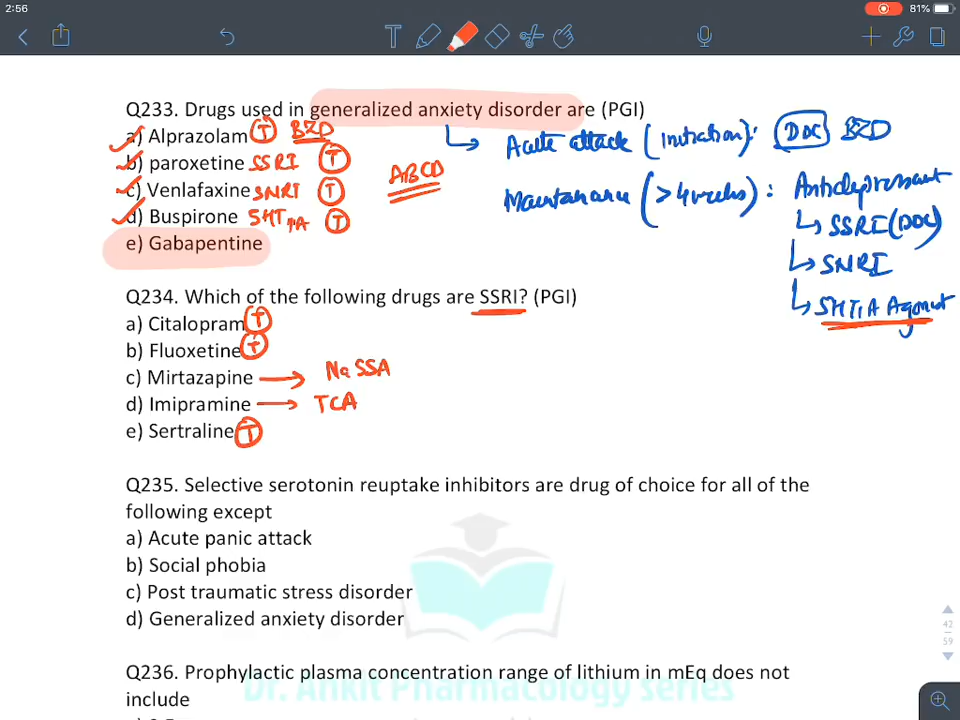 2:56
81%
Q233. Drugs used in generalized anxiety disorder are (PGI)
a) Alprazolam T BZD
b) paroxetine SSRI T
c) Venlafaxine SNRI T
d) Buspirone 5HT1A T
e) Gabapentine
ABCD
Acute attack (initiation): DOC BZD
Maintenance (>4weeks): Antidepressant
SSRI (DOC)
SNRI
5HT1A Agonist
Q234. Which of the following drugs are SSRI? (PGI)
a) Citalopram T
b) Fluoxetine T
c) Mirtazapine → NaSSA
d) Imipramine → TCA
e) Sertraline T
Q235. Selective serotonin reuptake inhibitors are drug of choice for all of the
following except
a) Acute panic attack
b) Social phobia
c) Post traumatic stress disorder
d) Generalized anxiety disorder
42
59
Q236. Prophylactic plasma concentration range of lithium in mEq does not
Dr. Ankit Pharmacology series
include